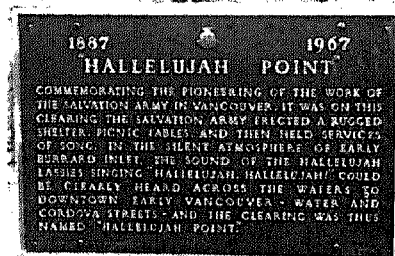 1887 1967
"HALLELUJAH POINT"
COMMEMORATING THE PIONEERING OF THE WORK OF
THE SALVATION ARMY IN VANCOUVER. IT WAS ON THIS
CLEARING THE SALVATION ARMY ERECTED A RUGGED
SHELTER, PICNIC TABLES AND THEN HELD SERVICES
OF SONG. IN THE SILENT ATMOSPHERE OF EARLY
BURRARD INLET, THE SOUND OF THE HALLELUJAH
LASSIES SINGING "HALLELUJAH, HALLELUJAH!" COULD
BE CLEARLY HEARD ACROSS THE WATERS TO
DOWNTOWN EARLY VANCOUVER - WATER AND
CORDOVA STREETS - AND THE CLEARING WAS THUS
NAMED "HALLELUJAH POINT."